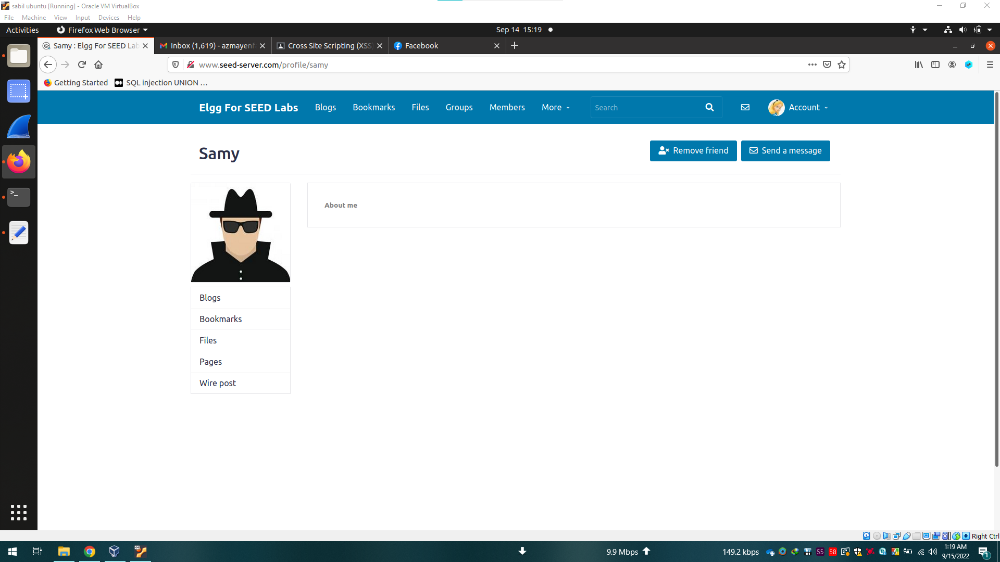 sabil ubuntu [Running] - Oracle VM VirtualBox
File Machine View Input Devices Help
Activities Firefox Web Browser Sep 14 15:19
Samy : Elgg For SEED Lab Inbox (1,619) - azmayenf Cross Site Scripting (XSS) Facebook
www.seed-server.com/profile/samy
Getting Started SQL injection UNION …
Elgg For SEED Labs Blogs Bookmarks Files Groups Members More Search Account
Samy
Remove friend Send a message
About me
Blogs
Bookmarks
Files
Pages
Wire post
Right Ctrl
9.9 Mbps 149.2 kbps 55 58 1:19 AM
9/15/2022 1